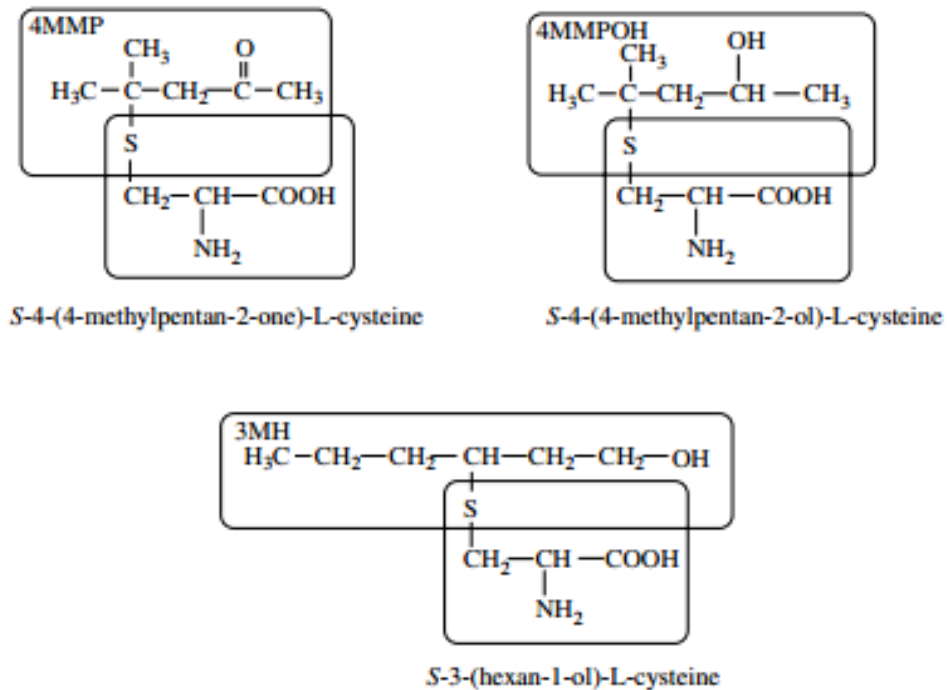 4MMP
CH3 O
H3C–C–CH2–C–CH3
S
CH2–CH–COOH
NH2
S-4-(4-methylpentan-2-one)-L-cysteine
4MMPOH
CH3 OH
H3C–C–CH2–CH–CH3
S
CH2–CH–COOH
NH2
S-4-(4-methylpentan-2-ol)-L-cysteine
3MH
H3C–CH2–CH2–CH–CH2–CH2–OH
S
CH2–CH–COOH
NH2
S-3-(hexan-1-ol)-L-cysteine